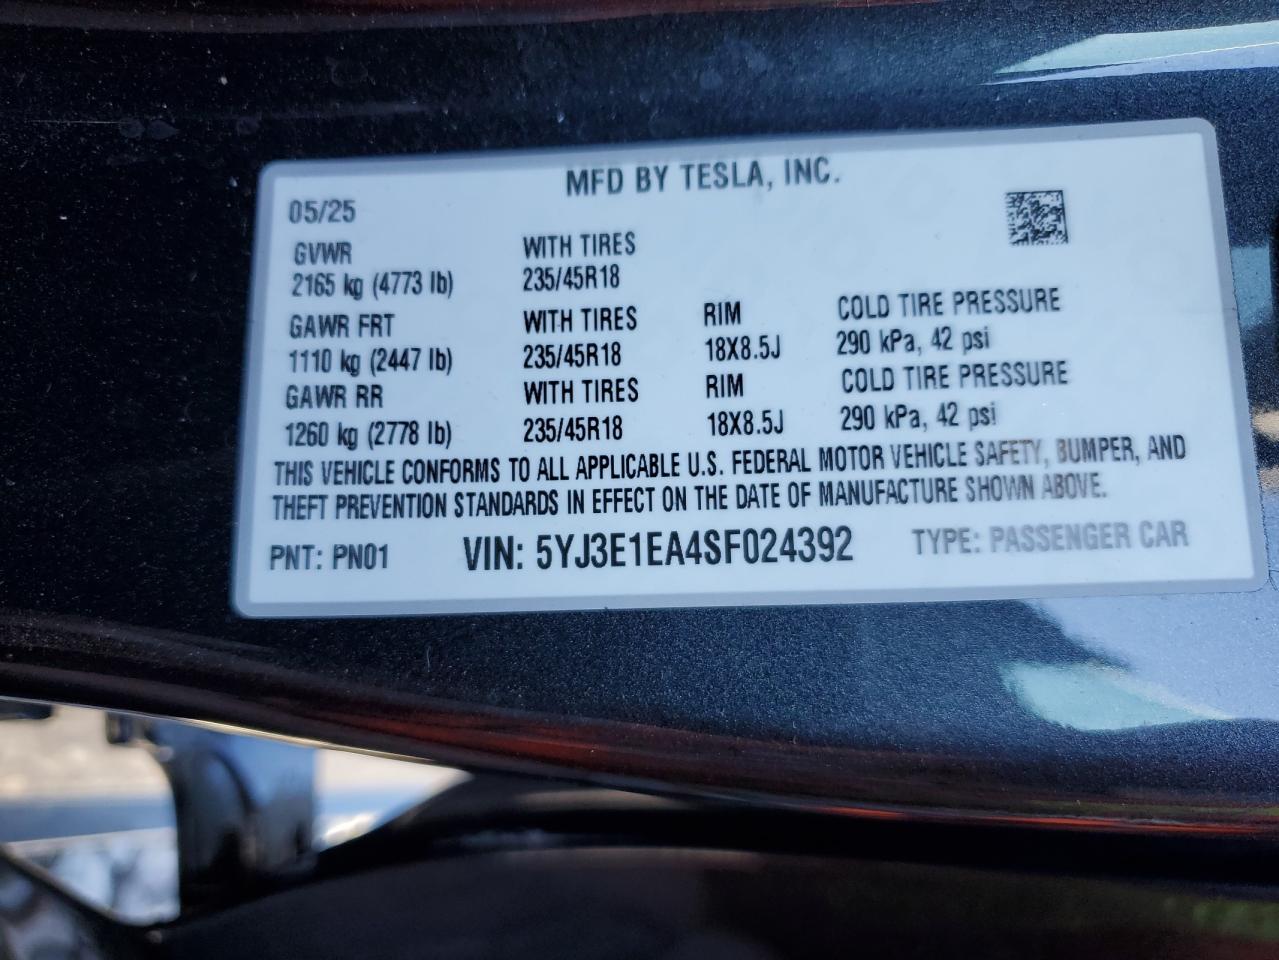 MFD BY TESLA, INC.
05/25
GVWR WITH TIRES
2165 kg (4773 lb) 235/45R18
GAWR FRT WITH TIRES RIM COLD TIRE PRESSURE
1110 kg (2447 lb) 235/45R18 18X8.5J 290 kPa, 42 psi
GAWR RR WITH TIRES RIM COLD TIRE PRESSURE
1260 kg (2778 lb) 235/45R18 18X8.5J 290 kPa, 42 psi
THIS VEHICLE CONFORMS TO ALL APPLICABLE U.S. FEDERAL MOTOR VEHICLE SAFETY, BUMPER, AND
THEFT PREVENTION STANDARDS IN EFFECT ON THE DATE OF MANUFACTURE SHOWN ABOVE.
PNT: PN01 VIN: 5YJ3E1EA4SF024392 TYPE: PASSENGER CAR